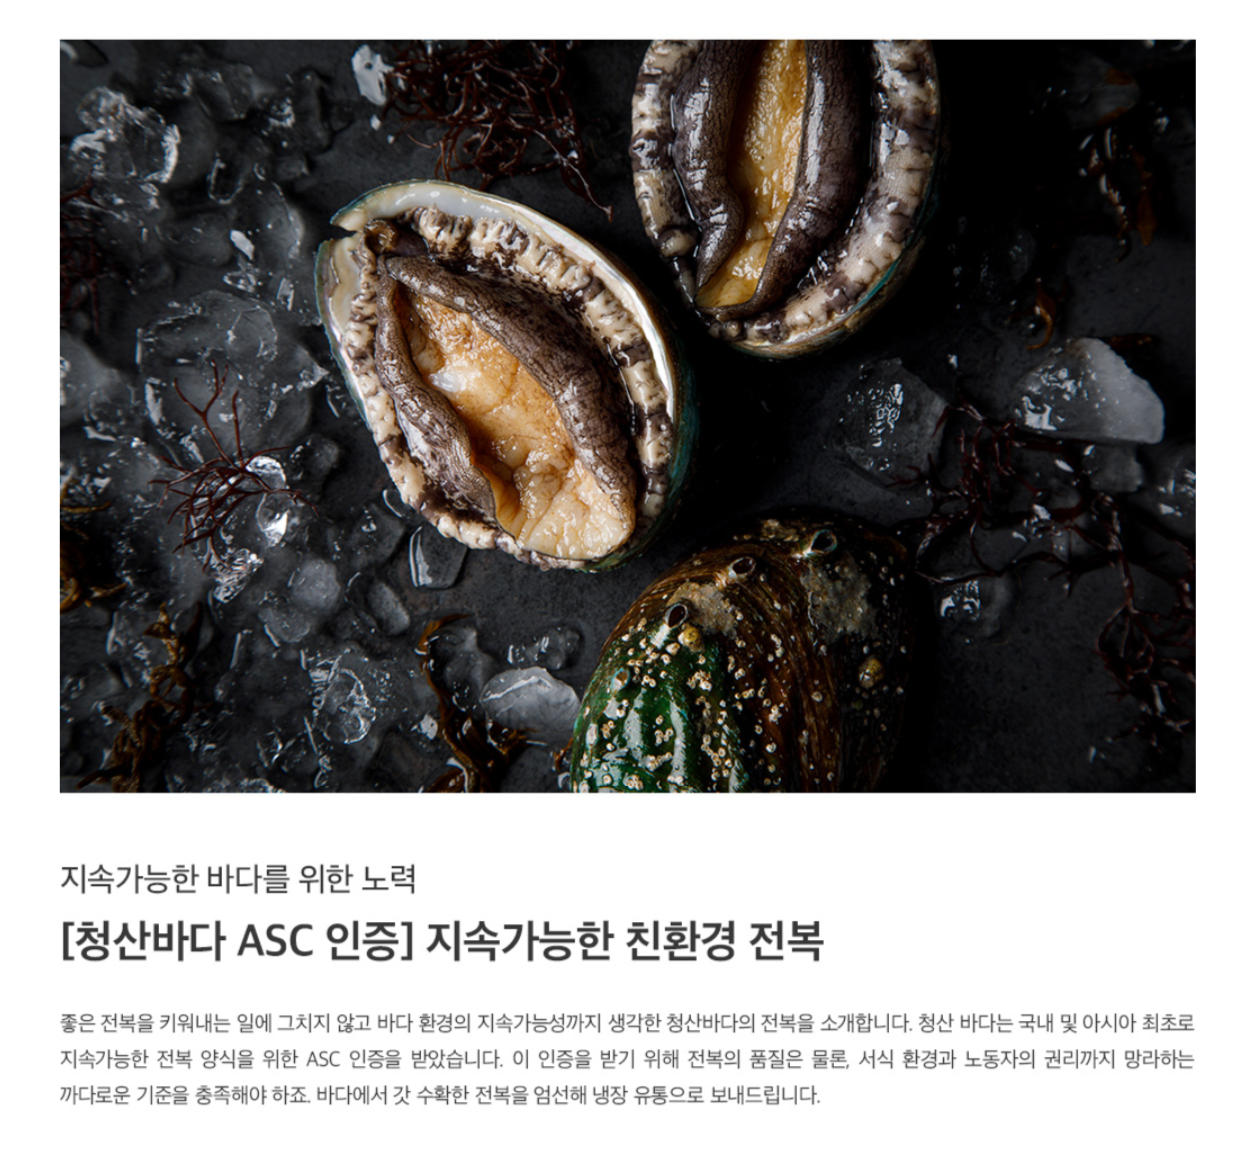 지속가능한 바다를 위한 노력
[청산바다 ASC 인증] 지속가능한 친환경 전복
좋은 전복을 키워내는 일에 그치지 않고 바다 환경의 지속가능성까지 생각한 청산바다의 전복을 소개합니다. 청산 바다는 국내 및 아시아 최초로
지속가능한 전복 양식을 위한 ASC 인증을 받았습니다. 이 인증을 받기 위해 전복의 품질은 물론, 서식 환경과 노동자의 권리까지 망라하는
까다로운 기준을 충족해야 하죠. 바다에서 갓 수확한 전복을 엄선해 냉장 유통으로 보내드립니다.